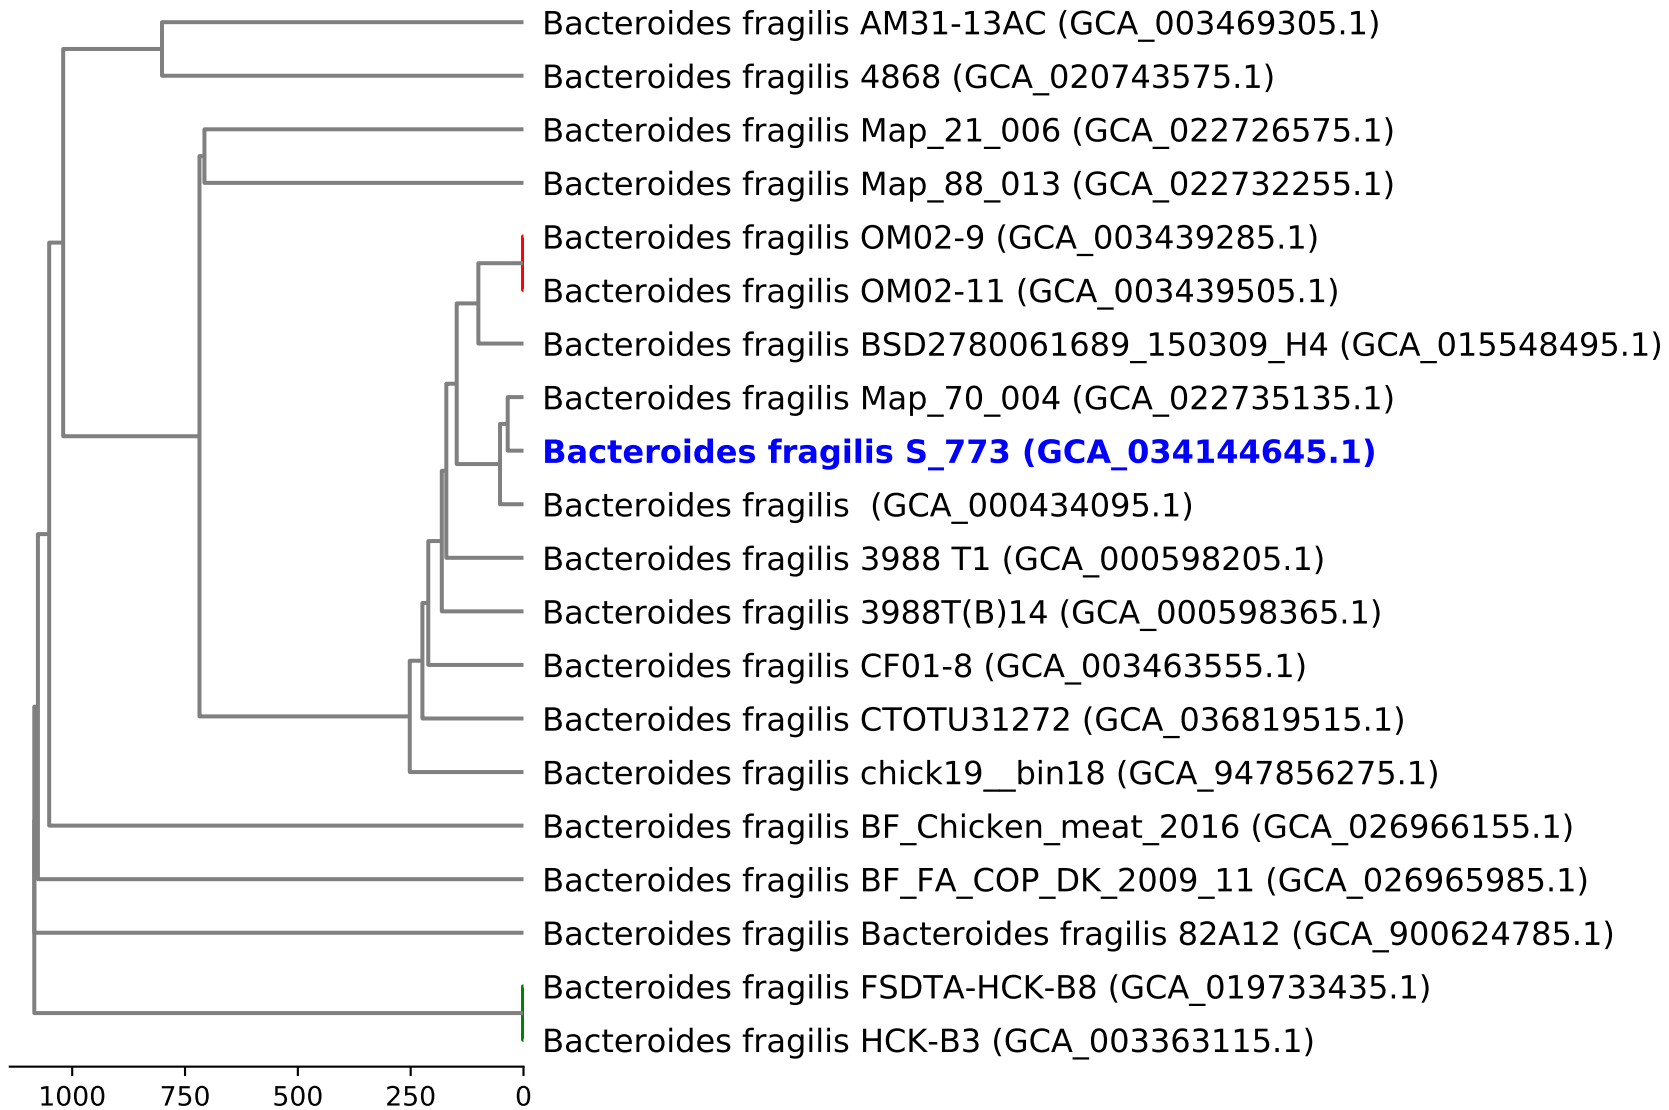 Bacteroides fragilis AM31-13AC (GCA_003469305.1)
Bacteroides fragilis 4868 (GCA_020743575.1)
Bacteroides fragilis Map_21_006 (GCA_022726575.1)
Bacteroides fragilis Map_88_013 (GCA_022732255.1)
Bacteroides fragilis OM02-9 (GCA_003439285.1)
Bacteroides fragilis OM02-11 (GCA_003439505.1)
Bacteroides fragilis BSD2780061689_150309_H4 (GCA_015548495.1)
Bacteroides fragilis Map_70_004 (GCA_022735135.1)
Bacteroides fragilis S_773 (GCA_034144645.1)
Bacteroides fragilis  (GCA_000434095.1)
Bacteroides fragilis 3988 T1 (GCA_000598205.1)
Bacteroides fragilis 3988T(B)14 (GCA_000598365.1)
Bacteroides fragilis CF01-8 (GCA_003463555.1)
Bacteroides fragilis CTOTU31272 (GCA_036819515.1)
Bacteroides fragilis chick19__bin18 (GCA_947856275.1)
Bacteroides fragilis BF_Chicken_meat_2016 (GCA_026966155.1)
Bacteroides fragilis BF_FA_COP_DK_2009_11 (GCA_026965985.1)
Bacteroides fragilis Bacteroides fragilis 82A12 (GCA_900624785.1)
Bacteroides fragilis FSDTA-HCK-B8 (GCA_019733435.1)
Bacteroides fragilis HCK-B3 (GCA_003363115.1)
1000 750 500 250 0